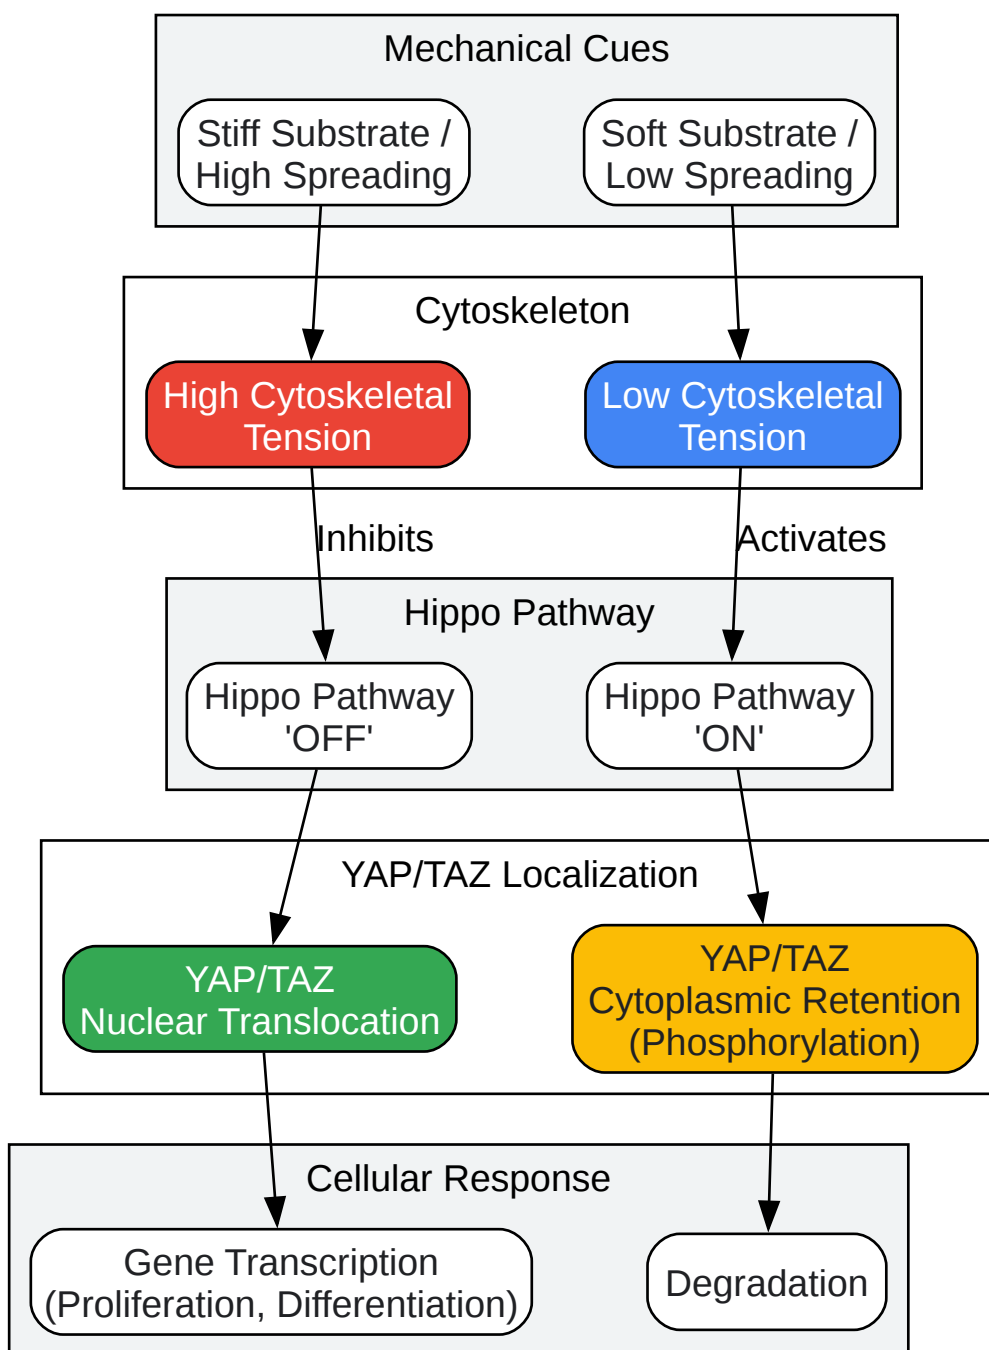 Mechanical Cues
Stiff Substrate /
High Spreading
Soft Substrate /
Low Spreading
Cytoskeleton
High Cytoskeletal
Tension
Low Cytoskeletal
Tension
Inhibits
Activates
Hippo Pathway
Hippo Pathway
'OFF'
Hippo Pathway
'ON'
YAP/TAZ Localization
YAP/TAZ
Nuclear Translocation
YAP/TAZ
Cytoplasmic Retention
(Phosphorylation)
Cellular Response
Gene Transcription
(Proliferation, Differentiation)
Degradation